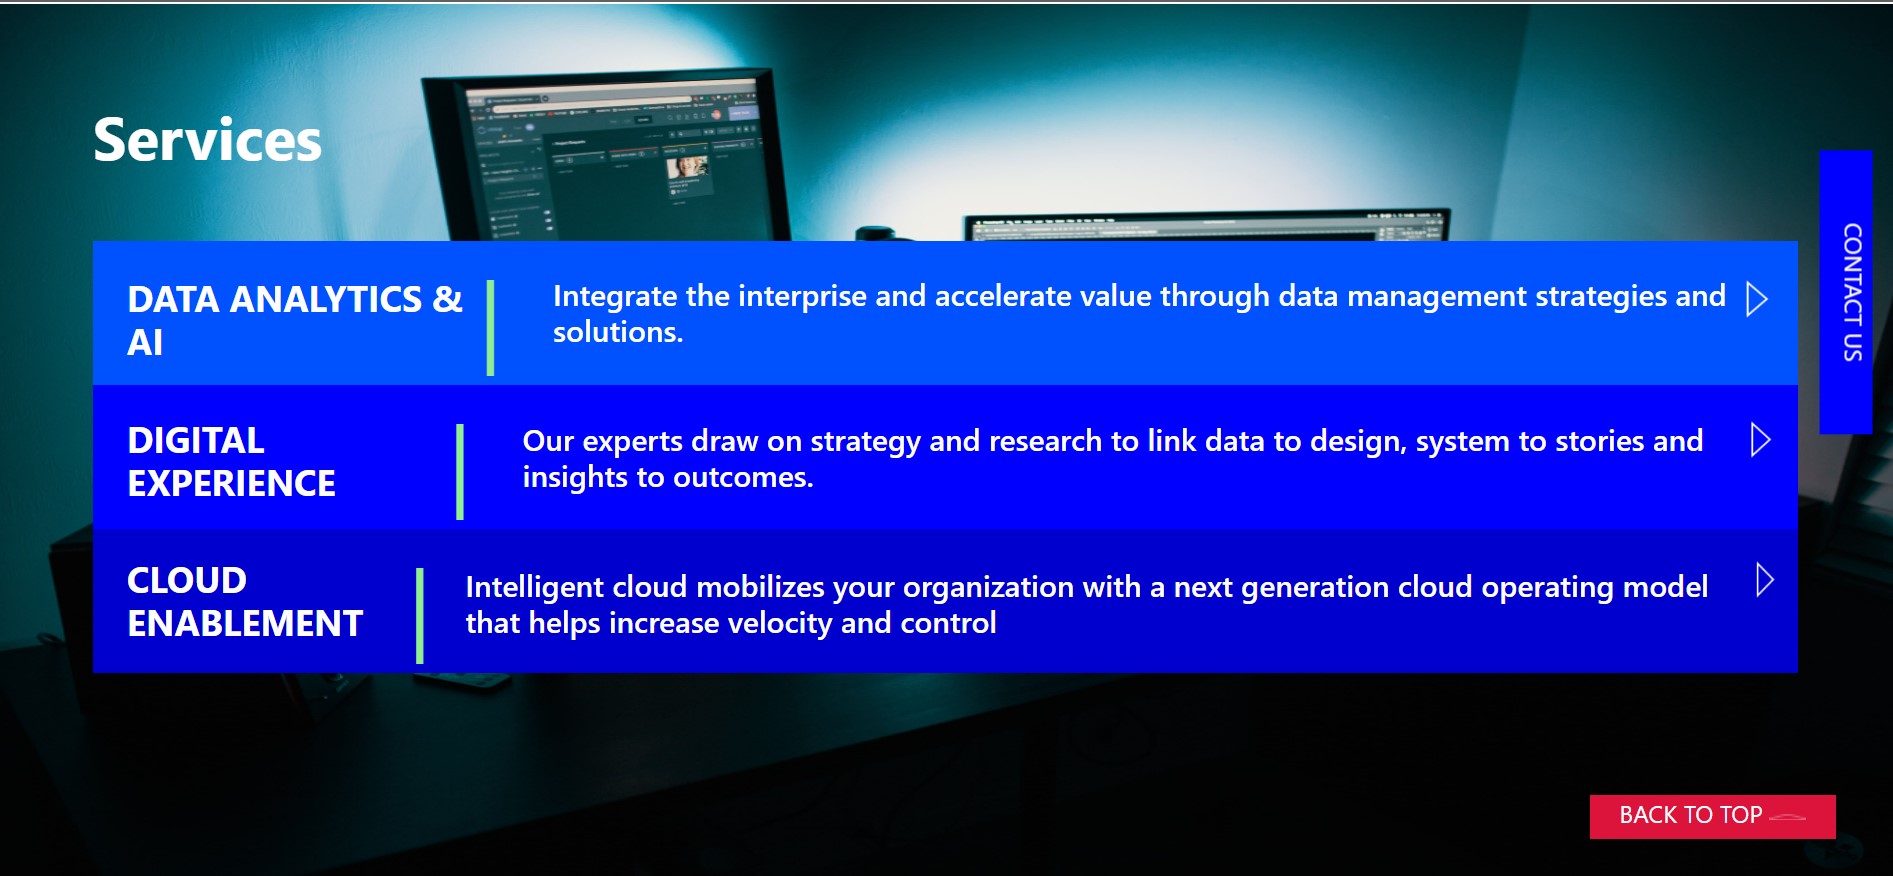 Services
DATA ANALYTICS &
AI
Integrate the interprise and accelerate value through data management strategies and
solutions.
DIGITAL
EXPERIENCE
Our experts draw on strategy and research to link data to design, system to stories and
insights to outcomes.
CLOUD
ENABLEMENT
Intelligent cloud mobilizes your organization with a next generation cloud operating model
that helps increase velocity and control
CONTACT US
BACK TO TOP